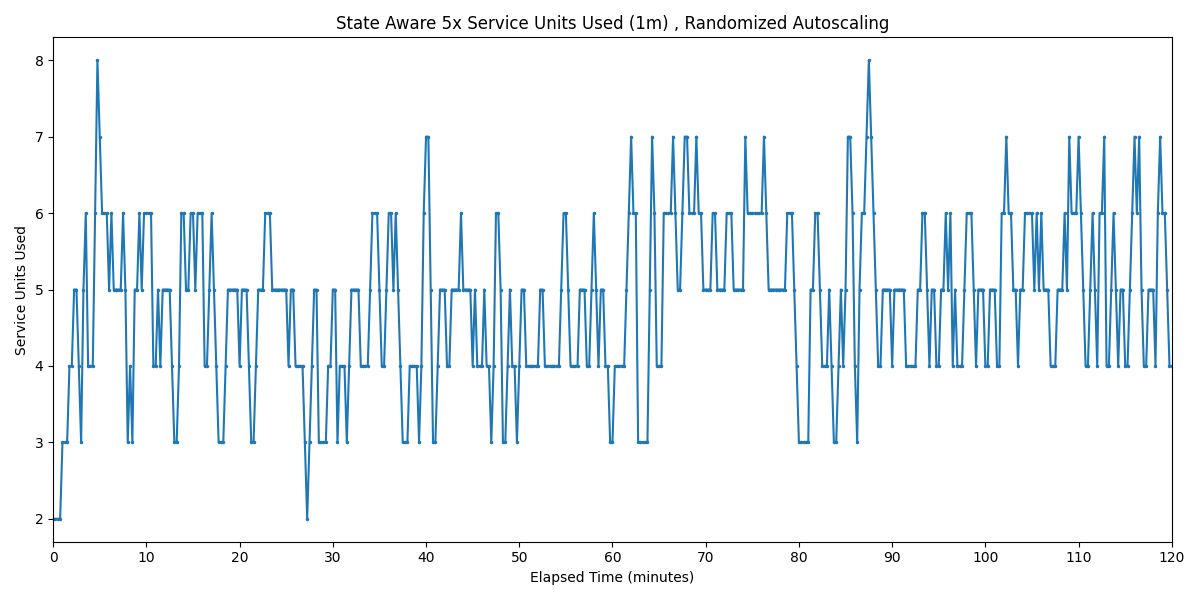 State Aware 5x Service Units Used (1m) , Randomized Autoscaling
Service Units Used
8
7
6
5
4
3
2
0 10 20 30 40 50 60 70 80 90 100 110 120
Elapsed Time (minutes)